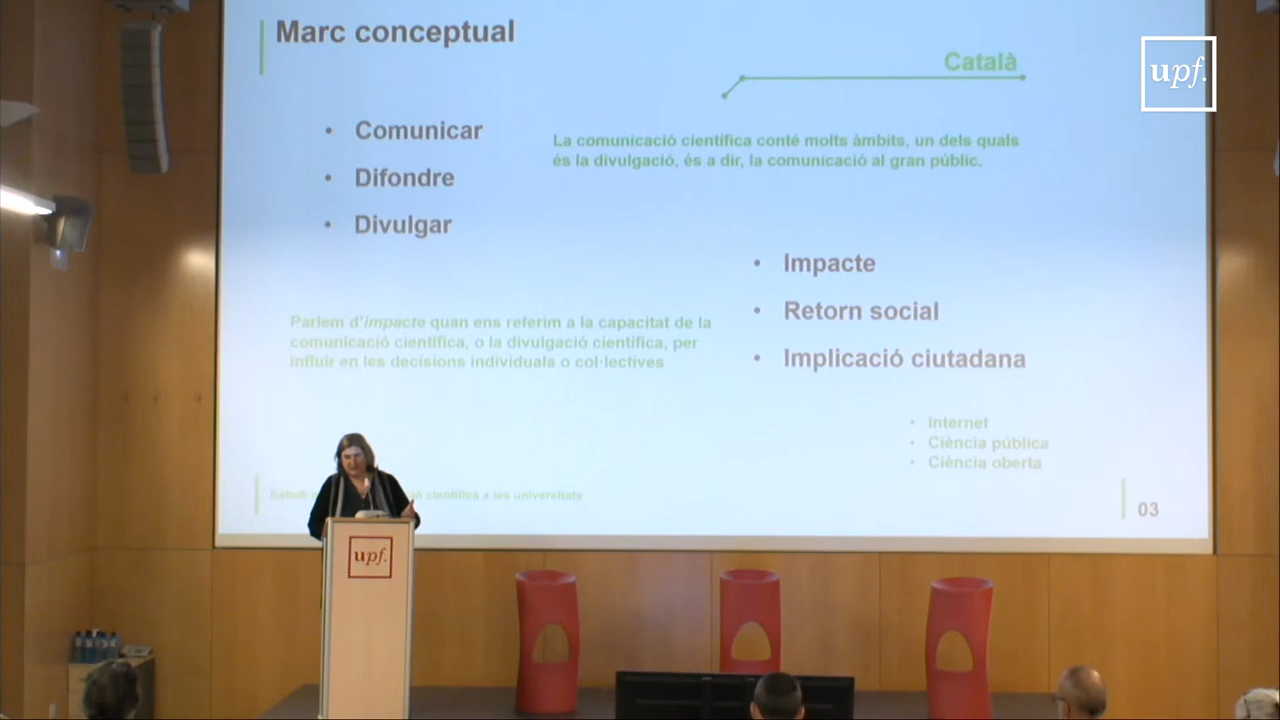 Marc conceptual
upf.
Català
• Comunicar
• Difondre
• Divulgar
La comunicació científica conté molts àmbits, un dels quals
és la divulgació, és a dir, la comunicació al gran públic.
• Impacte
• Retorn social
• Implicació ciutadana
Parlem d'impacte quan ens referim a la capacitat de la
comunicació científica, o la divulgació científica, per
influir en les decisions individuals o col·lectives
• Internet
• Ciència pública
• Ciència oberta
científica a les universitats
03
upf.